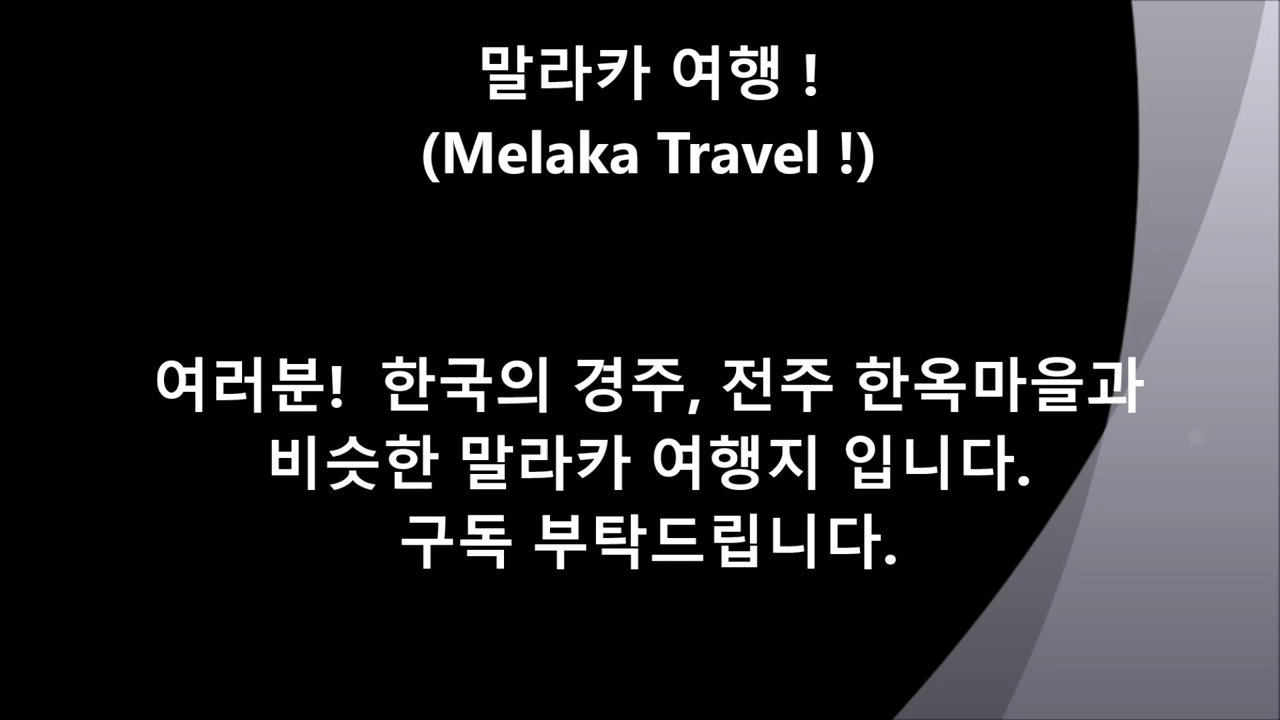 말라카 여행 !
(Melaka Travel !)
여러분!  한국의 경주, 전주 한옥마을과
비슷한 말라카 여행지 입니다.
구독 부탁드립니다.